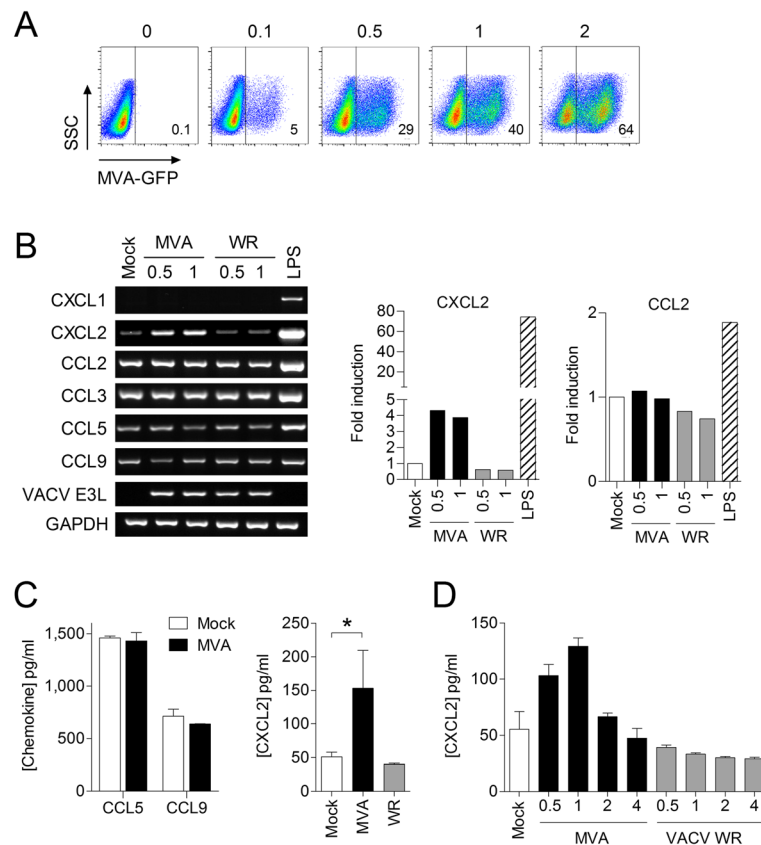 A
0 0.1 0.5 1 2
SSC
0.1 5 29 40 64
MVA-GFP
B
Mock MVA WR LPS
0.5 1 0.5 1
CXCL1
CXCL2
CCL2
CCL3
CCL5
CCL9
VACV E3L
GAPDH
CXCL2
Fold induction
80
60
40
20
5
4
3
2
1
0
Mock 0.5 1 0.5 1 LPS
MVA WR
CCL2
Fold induction
2
1
0
Mock 0.5 1 0.5 1 LPS
MVA WR
C
Mock
MVA
[Chemokine] pg/ml
1,500
1,000
500
0
CCL5 CCL9
*
[CXCL2] pg/ml
250
200
150
100
50
0
Mock MVA WR
D
[CXCL2] pg/ml
150
100
50
0
Mock 0.5 1 2 4 0.5 1 2 4
MVA VACV WR